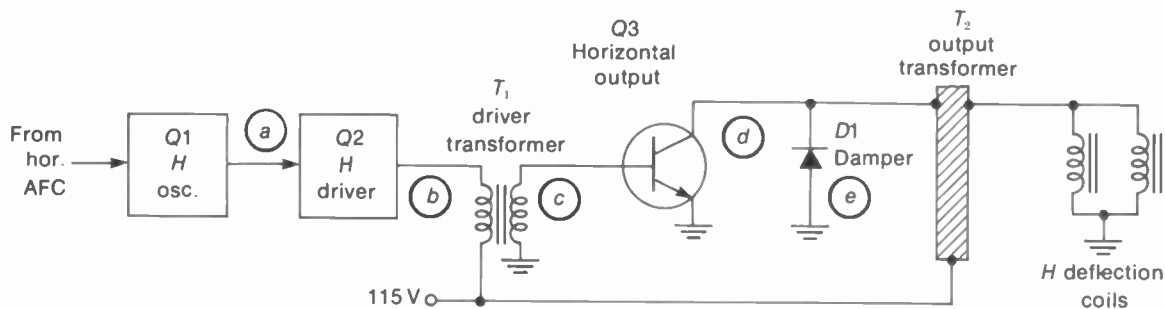 From
hor.
AFC
Q1
H
osc.
a
Q2
H
driver
b
T₁
driver
transformer
c
Q3
Horizontal
output
d
D1
Damper
e
T₂
output
transformer
115 V
H deflection
coils